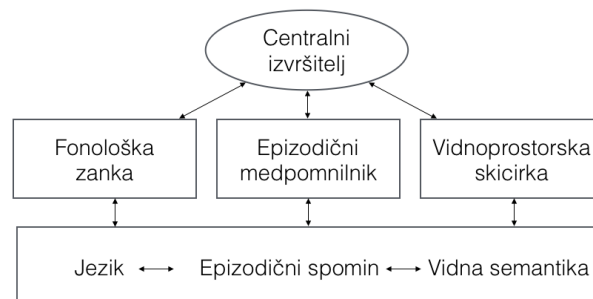 Centralni
izvršitelj
Fonološka
zanka
Epizodični
medpomnilnik
Vidnoprostorska
skicirka
Jezik
Epizodični spomin
Vidna semantika